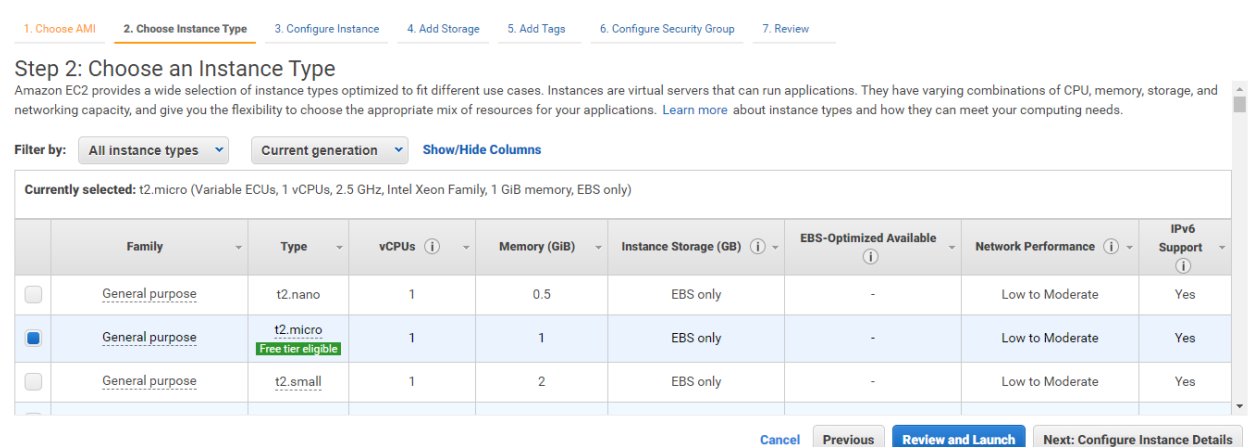 1. Choose AMI 2. Choose Instance Type 3. Configure Instance 4. Add Storage 5. Add Tags 6. Configure Security Group 7. Review
Step 2: Choose an Instance Type
Amazon EC2 provides a wide selection of instance types optimized to fit different use cases. Instances are virtual servers that can run applications. They have varying combinations of CPU, memory, storage, and
networking capacity, and give you the flexibility to choose the appropriate mix of resources for your applications. Learn more about instance types and how they can meet your computing needs.
Filter by: All instance types Current generation Show/Hide Columns
Currently selected: t2.micro (Variable ECUs, 1 vCPUs, 2.5 GHz, Intel Xeon Family, 1 GiB memory, EBS only)
Family Type vCPUs i Memory (GiB) Instance Storage (GB) i EBS-Optimized Available i Network Performance i IPv6 Support i
General purpose t2.nano 1 0.5 EBS only - Low to Moderate Yes
General purpose t2.micro Free tier eligible 1 1 EBS only - Low to Moderate Yes
General purpose t2.small 1 2 EBS only - Low to Moderate Yes
Cancel Previous Review and Launch Next: Configure Instance Details